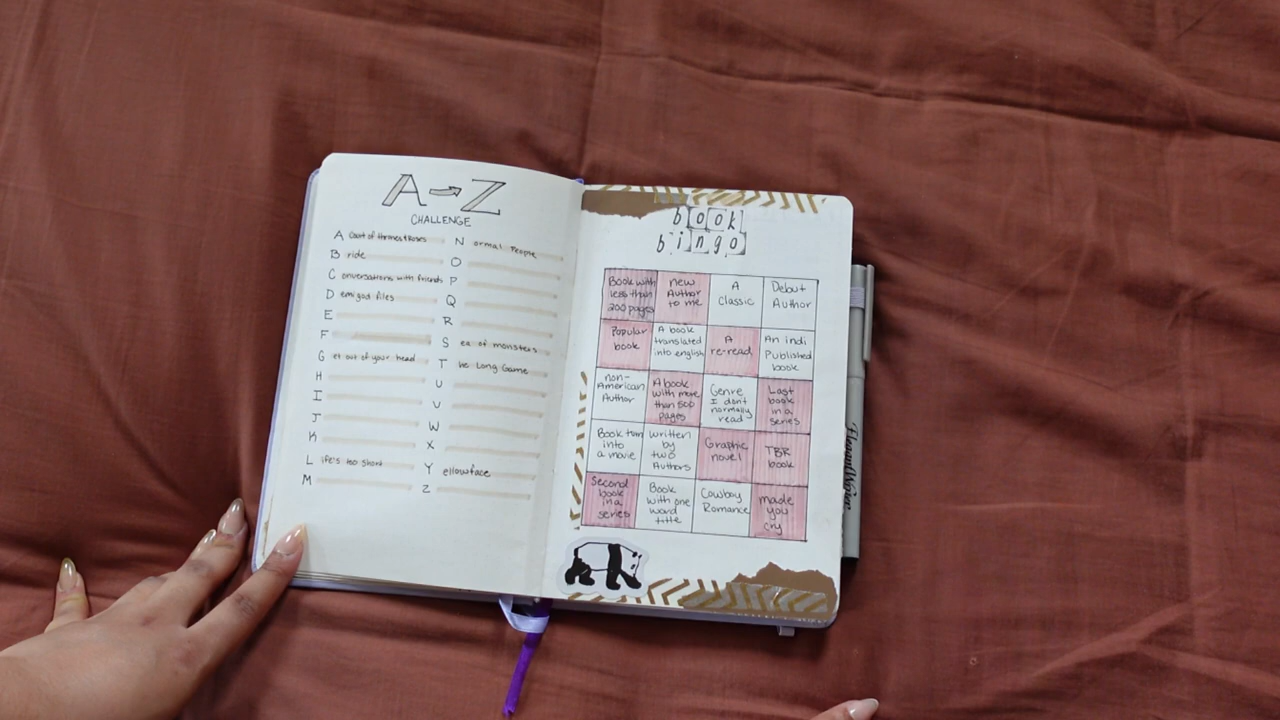 A → Z
CHALLENGE
A Court of thrones & Roses
B ride
C onversations with friends
D emigod files
E
F
G et out of your head
H
I
J
K
L ife's too short
M
N ormal People
O
P
Q
R
S ea of monsters
T he Long Game
U
V
W
X
Y ellowface
Z
book
bingo
Book with
less than
200 pages
new
Author
to me
A
Classic
Debut
Author
Popular
book
A book
translated
into english
A
re-read
An indi
Published
book
non-
American
Author
A book
with more
than 500
pages
Genre
I don't
normally
read
Last
book
in a
series
Book turn
into
a movie
written
by
two
Authors
Graphic
novel
TBR
book
Second
book
in a
series
Book
with one
word
title
Cowboy
Romance
made
you
cry